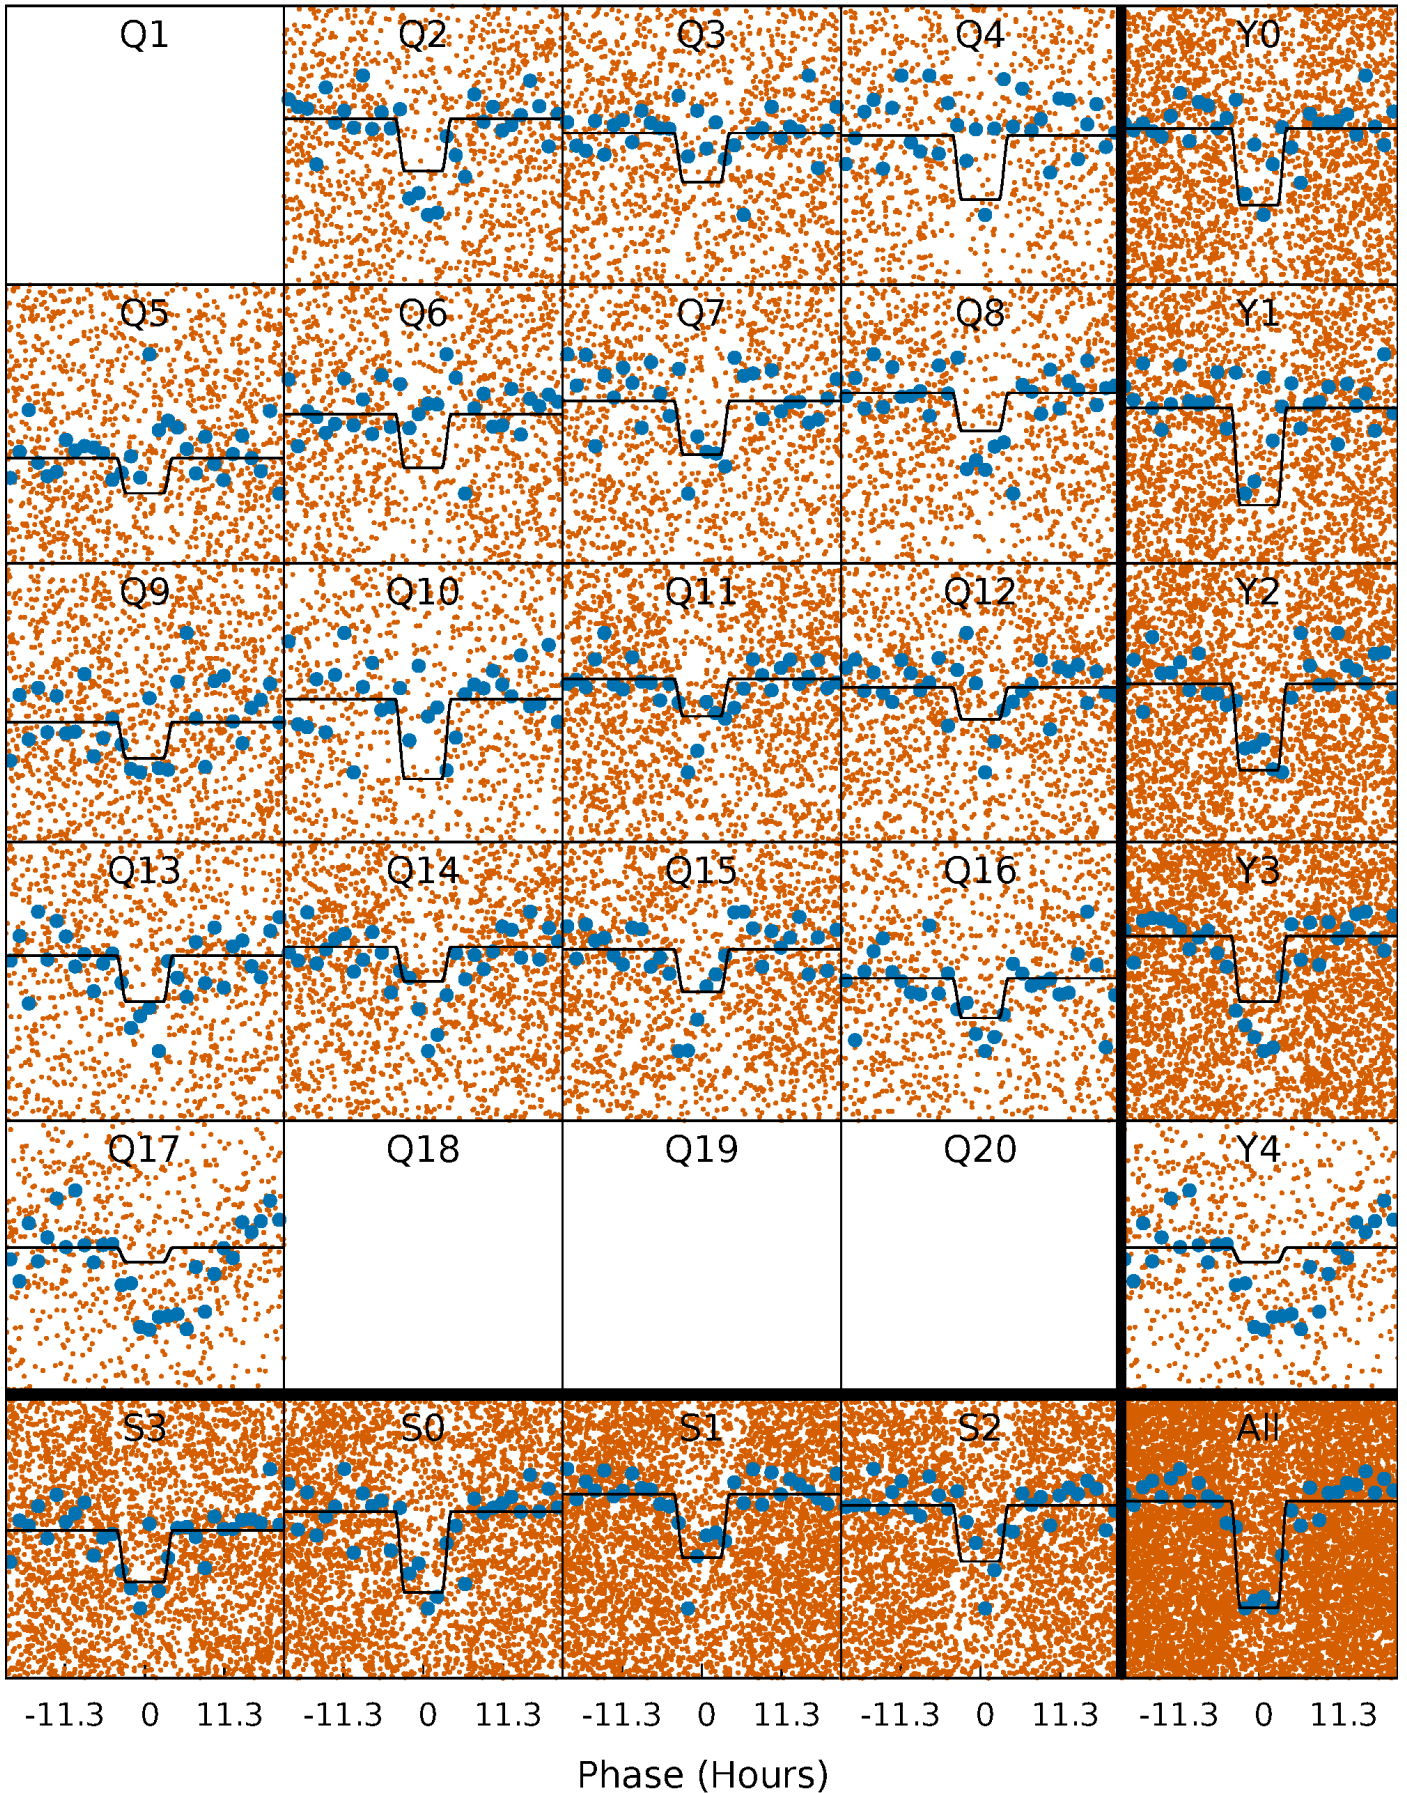 Q1 Q2 Q3 Q4 Y0
Q5 Q6 Q7 Q8 Y1
Q9 Q10 Q11 Q12 Y2
Q13 Q14 Q15 Q16 Y3
Q17 Q18 Q19 Q20 Y4
S3 S0 S1 S2 All
-11.3 0 11.3 -11.3 0 11.3 -11.3 0 11.3 -11.3 0 11.3 -11.3 0 11.3
Phase (Hours)